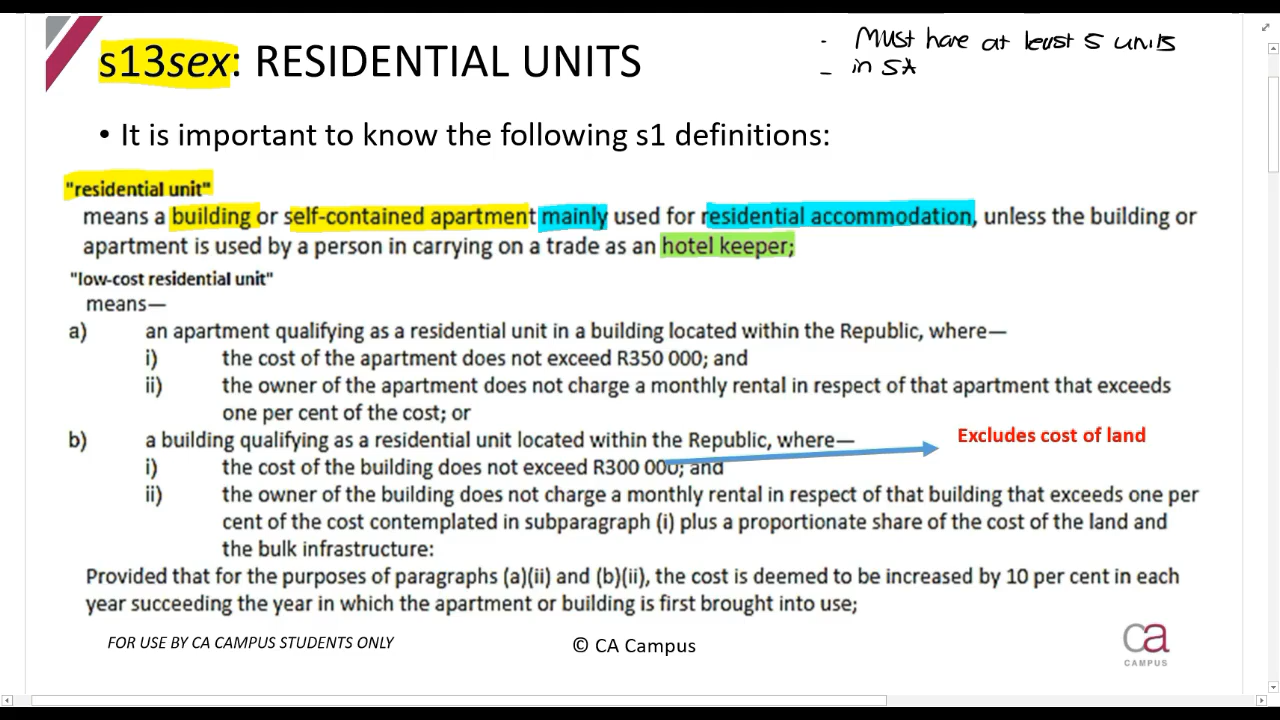 - Must have at least 5 units
- in SA
s13sex: RESIDENTIAL UNITS
• It is important to know the following s1 definitions:
"residential unit"
means a building or self-contained apartment mainly used for residential accommodation, unless the building or
apartment is used by a person in carrying on a trade as an hotel keeper;
"low-cost residential unit"
means—
a) an apartment qualifying as a residential unit in a building located within the Republic, where—
i) the cost of the apartment does not exceed R350 000; and
ii) the owner of the apartment does not charge a monthly rental in respect of that apartment that exceeds
one per cent of the cost; or
b) a building qualifying as a residential unit located within the Republic, where—
Excludes cost of land
i) the cost of the building does not exceed R300 000; and
ii) the owner of the building does not charge a monthly rental in respect of that building that exceeds one per
cent of the cost contemplated in subparagraph (i) plus a proportionate share of the cost of the land and
the bulk infrastructure:
Provided that for the purposes of paragraphs (a)(ii) and (b)(ii), the cost is deemed to be increased by 10 per cent in each
year succeeding the year in which the apartment or building is first brought into use;
FOR USE BY CA CAMPUS STUDENTS ONLY
© CA Campus
ca
CAMPUS